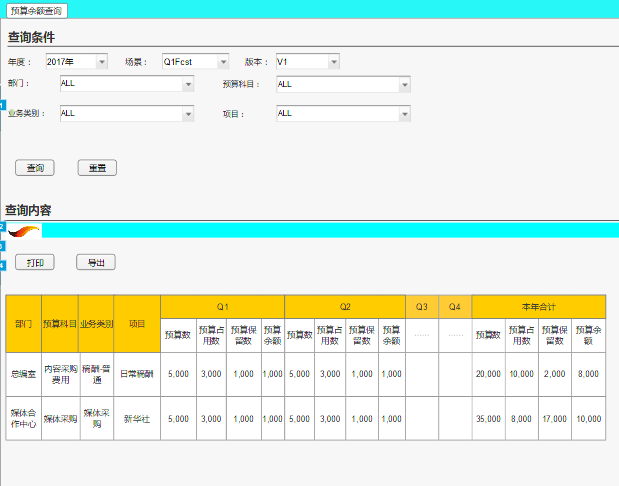 预算余额查询
查询条件
年度： 2017年 场景： Q1Fcst 版本： V1
部门： ALL 预算科目： ALL
业务类别： ALL 项目： ALL
查询 重置
查询内容
打印 导出
部门 预算科目 业务类别 项目 Q1 Q2 Q3 Q4 本年合计
预算数 预算占用数 预算保留数 预算余额 预算数 预算占用数 预算保留数 预算余额 …… …… 预算数 预算占用数 预算保留数 预算余额
总编室 内容采购费用 稿酬-普通 日常稿酬 5,000 3,000 1,000 1,000 5,000 3,000 1,000 1,000 20,000 10,000 2,000 8,000
媒体合作中心 媒体采购 媒体采购 新华社 5,000 3,000 1,000 1,000 5,000 3,000 1,000 1,000 35,000 8,000 17,000 10,000